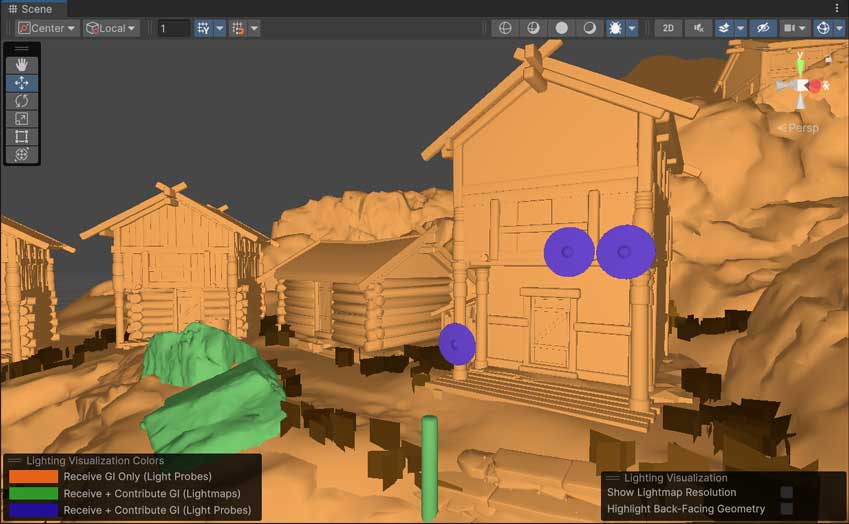 Scene
Center
Local
1
2D
y
x
Persp
Lighting Visualization Colors
Receive GI Only (Light Probes)
Receive + Contribute GI (Lightmaps)
Receive + Contribute GI (Light Probes)
Lighting Visualization
Show Lightmap Resolution
Highlight Back-Facing Geometry